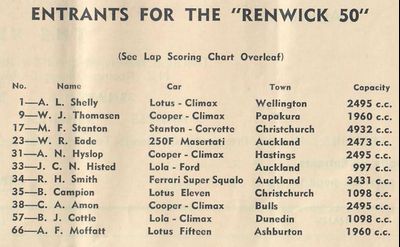 ENTRANTS FOR THE "RENWICK 50"
(See Lap Scoring Chart Overleaf)
No. Name Car Town Capacity
1—A. L. Shelly Lotus - Climax Wellington 2495 c.c.
9—W. J. Thomasen Cooper - Climax Papakura 1960 c.c.
17—M. F. Stanton Stanton - Corvette Christchurch 4932 c.c.
23—W. R. Eade 250F Masertati Auckland 2473 c.c.
31—A. N. Hyslop Cooper - Climax Hastings 2495 c.c.
33—J. C. N. Histed Lola - Ford Auckland 997 c.c.
34—R. H. Smith Ferrari Super Squalo Auckland 3431 c.c.
35—B. Campion Lotus Eleven Christchurch 1098 c.c.
38—C. A. Amon Cooper - Climax Bulls 2495 c.c.
57—B. J. Cottle Lola - Climax Dunedin 1098 c.c.
66—A. F. Moffatt Lotus Fifteen Ashburton 1960 c.c.